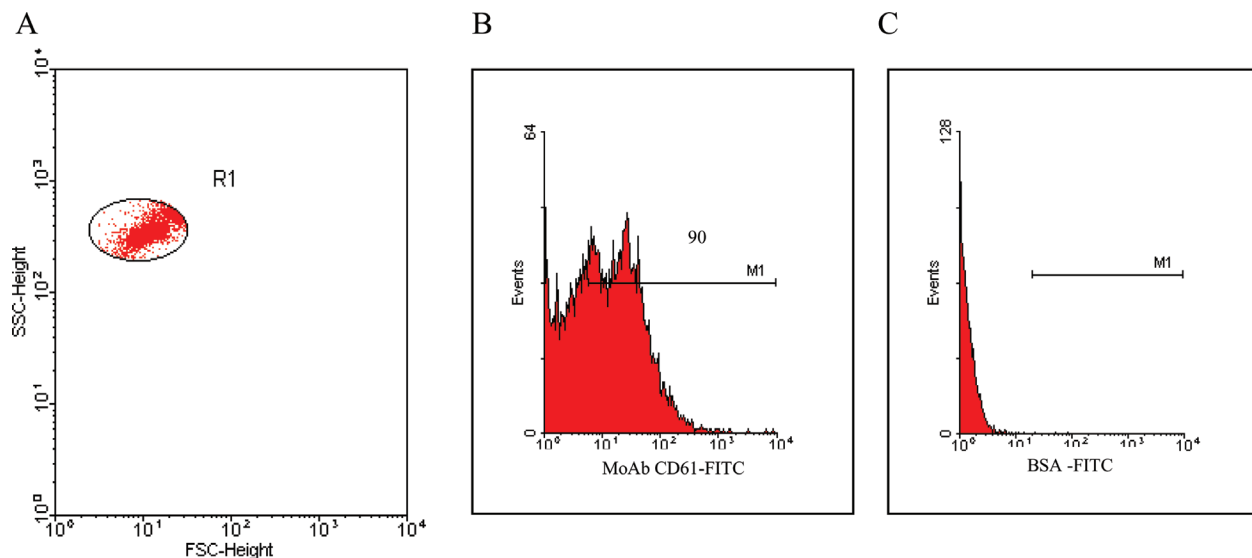 A
B
C
10⁴
10³
10²
10¹
10⁰
SSC-Height
R1
10⁰ 10¹ 10² 10³ 10⁴
FSC-Height
64
Events
0
90
M1
10⁰ 10¹ 10² 10³ 10⁴
MoAb CD61-FITC
128
Events
0
M1
10⁰ 10¹ 10² 10³ 10⁴
BSA -FITC